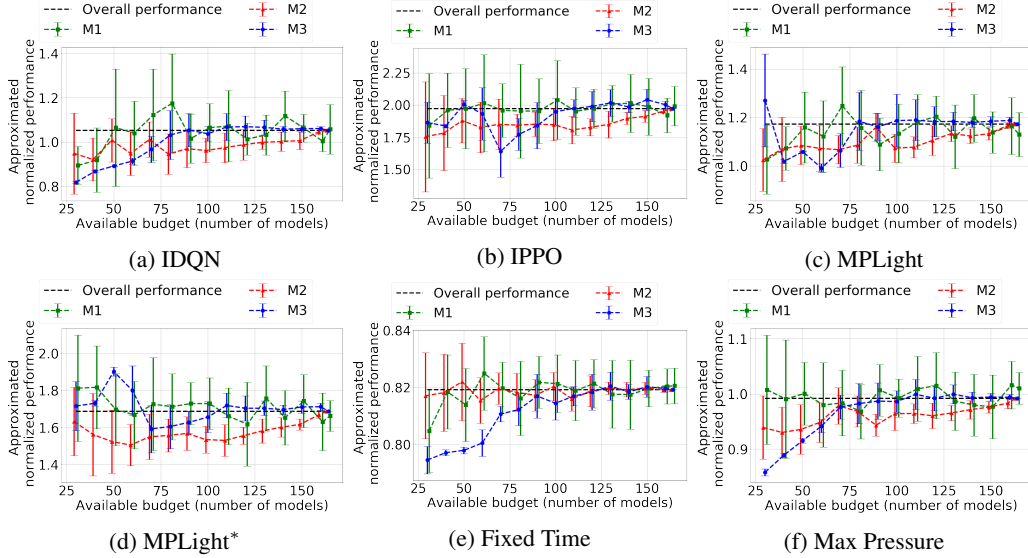 Overall performance M2
M1 M3
Overall performance M2
M1 M3
Overall performance M2
M1 M3
Approximated
normalized performance
1.4
1.2
1.0
0.8
25 50 75 100 125 150
Available budget (number of models)
(a) IDQN
Approximated
normalized performance
2.25
2.00
1.75
1.50
25 50 75 100 125 150
Available budget (number of models)
(b) IPPO
Approximated
normalized performance
1.4
1.2
1.0
25 50 75 100 125 150
Available budget (number of models)
(c) MPLight
Overall performance M2
M1 M3
Overall performance M2
M1 M3
Overall performance M2
M1 M3
Approximated
normalized performance
2.0
1.8
1.6
1.4
25 50 75 100 125 150
Available budget (number of models)
(d) MPLight*
Approximated
normalized performance
0.84
0.82
0.80
25 50 75 100 125 150
Available budget (number of models)
(e) Fixed Time
Approximated
normalized performance
1.1
1.0
0.9
25 50 75 100 125 150
Available budget (number of models)
(f) Max Pressure